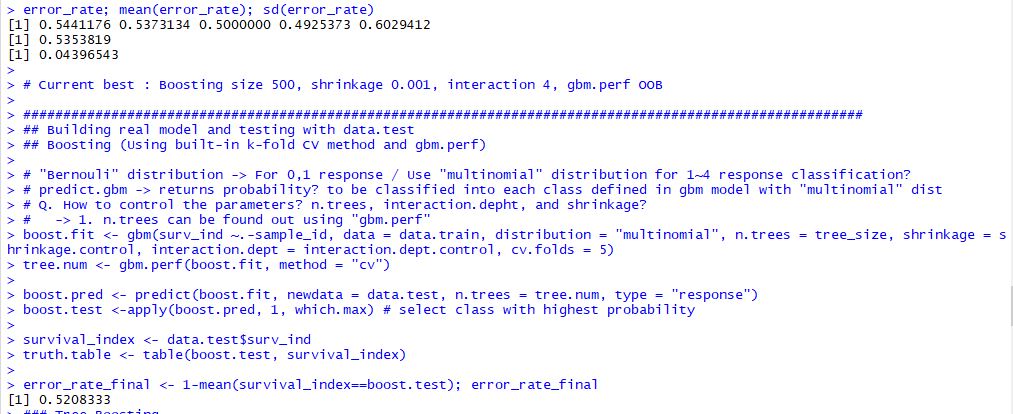 > error_rate; mean(error_rate); sd(error_rate)
[1] 0.5441176 0.5373134 0.5000000 0.4925373 0.6029412
[1] 0.5353819
[1] 0.04396543
>
> # Current best : Boosting size 500, shrinkage 0.001, interaction 4, gbm.perf OOB
>
> #########################################################################################################
> ## Building real model and testing with data.test
> ## Boosting (Using built-in k-fold CV method and gbm.perf)
>
> # "Bernouli" distribution -> For 0,1 response / Use "multinomial" distribution for 1~4 response classification?
> # predict.gbm -> returns probability? to be classified into each class defined in gbm model with "multinomial" dist
> # Q. How to control the parameters? n.trees, interaction.depht, and shrinkage?
> #   -> 1. n.trees can be found out using "gbm.perf"
> boost.fit <- gbm(surv_ind ~.-sample_id, data = data.train, distribution = "multinomial", n.trees = tree_size, shrinkage = s
hrinkage.control, interaction.dept = interaction.dept.control, cv.folds = 5)
> tree.num <- gbm.perf(boost.fit, method = "cv")
>
> boost.pred <- predict(boost.fit, newdata = data.test, n.trees = tree.num, type = "response")
> boost.test <-apply(boost.pred, 1, which.max) # select class with highest probability
>
> survival_index <- data.test$surv_ind
> truth.table <- table(boost.test, survival_index)
>
> error_rate_final <- 1-mean(survival_index==boost.test); error_rate_final
[1] 0.5208333
> ### Tree Boosting